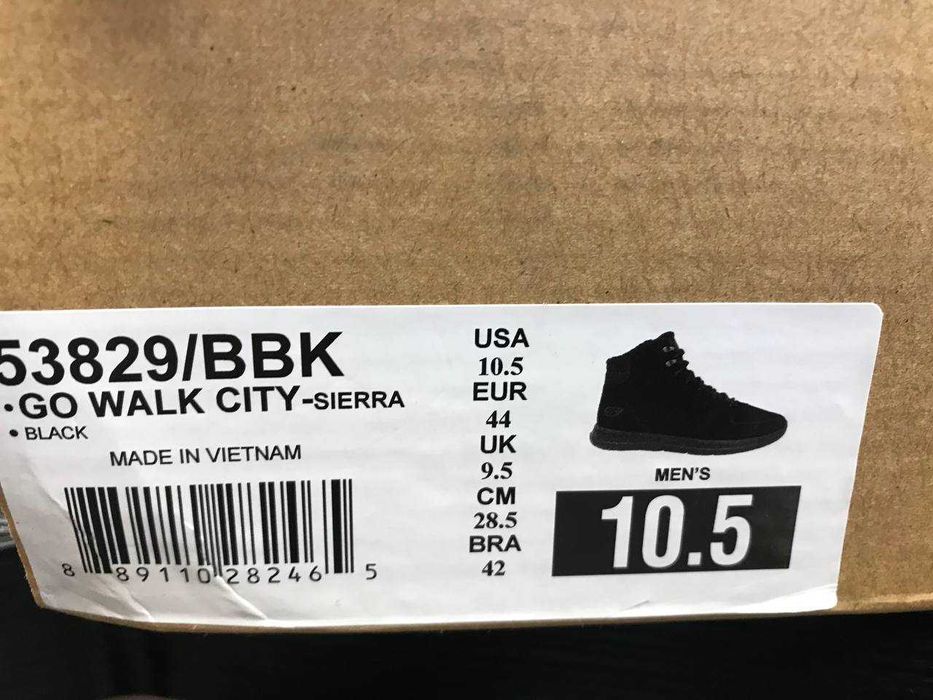 53829/BBK
•GO WALK CITY-SIERRA
• BLACK
MADE IN VIETNAM
8 89110 28246 5
USA
10.5
EUR
44
UK
9.5
CM
28.5
BRA
42
MEN'S
10.5